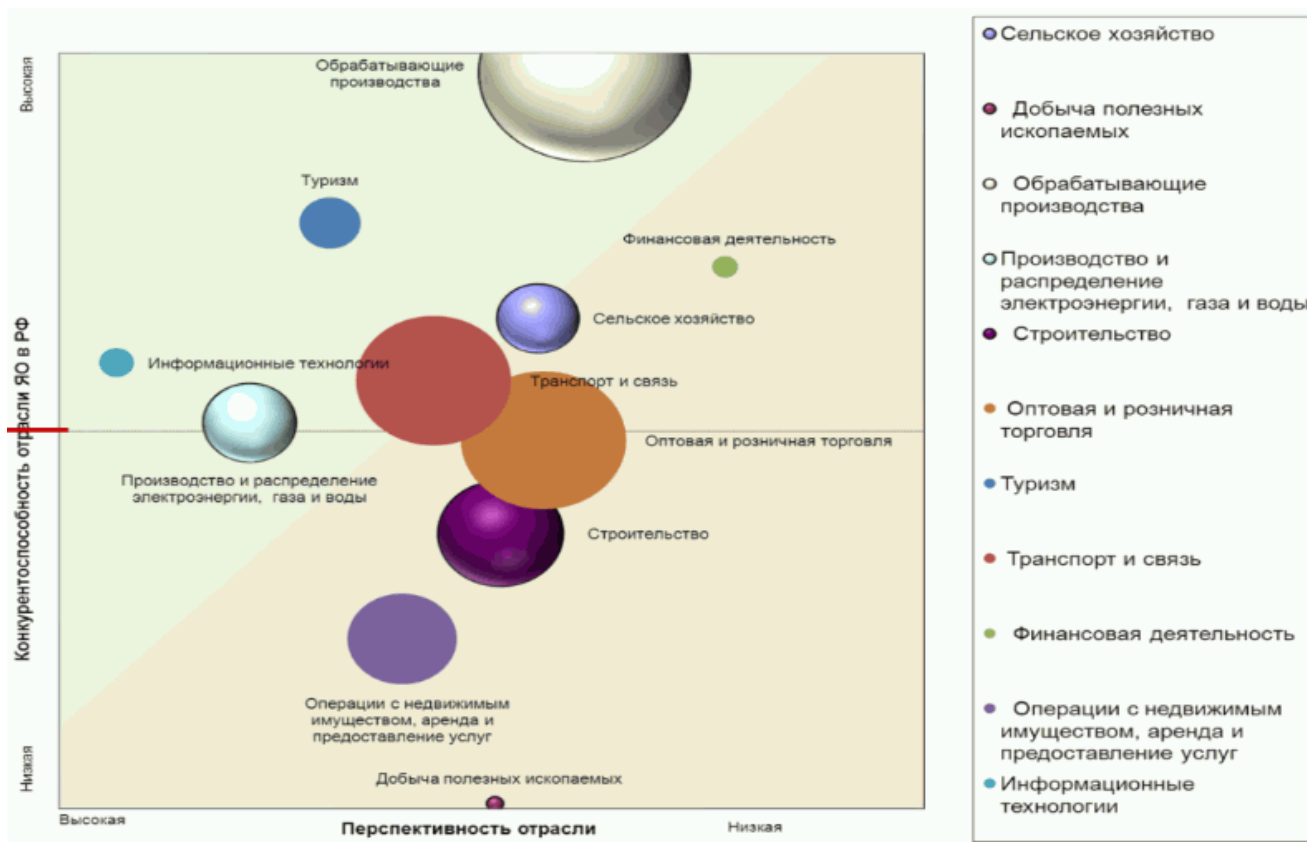 Высокая
Конкурентоспособность отрасли ЯО в РФ
Низкая
Обрабатывающие
производства
Туризм
Финансовая деятельность
Сельское хозяйство
Информационные технологии
Транспорт и связь
Оптовая и розничная торговля
Производство и распределение
электроэнергии, газа и воды
Строительство
Операции с недвижимым
имуществом, аренда и
предоставление услуг
Добыча полезных ископаемых
Высокая
Перспективность отрасли
Низкая
Сельское хозяйство
Добыча полезных
ископаемых
Обрабатывающие
производства
Производство и
распределение
электроэнергии, газа и воды
Строительство
Оптовая и розничная
торговля
Туризм
Транспорт и связь
Финансовая деятельность
Операции с недвижимым
имуществом, аренда и
предоставление услуг
Информационные
технологии